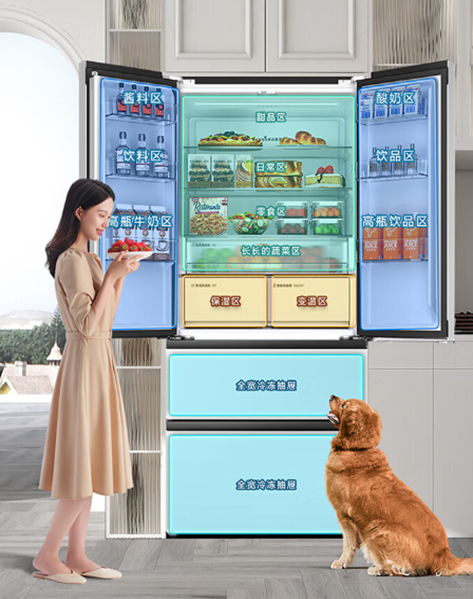 酱料区
甜品区
酸奶区
饮料区
日常区
饮品区
高瓶牛奶区
零食区
高瓶饮品区
长长的蔬菜区
保湿区
变温区
全宽冷冻抽屉
全宽冷冻抽屉